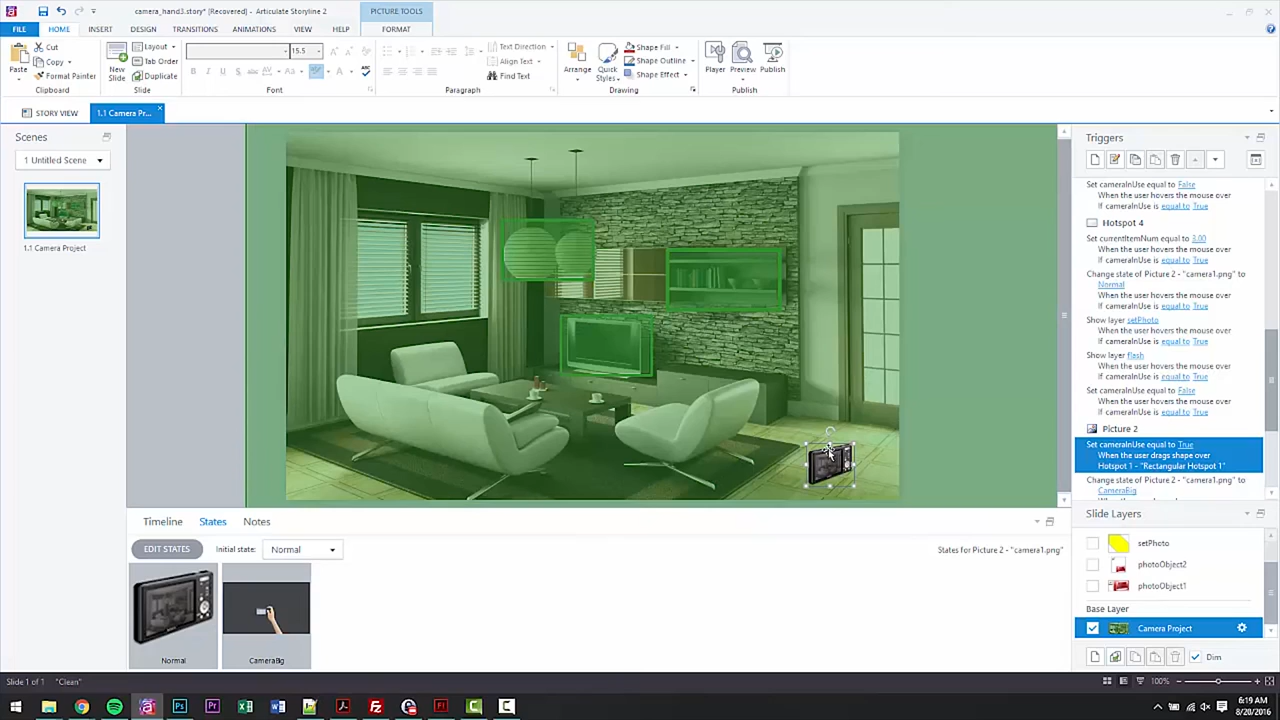 camera_hand3.story* [Recovered] - Articulate Storyline 2
PICTURE TOOLS
FILE HOME INSERT DESIGN TRANSITIONS ANIMATIONS VIEW HELP FORMAT
Paste
Cut
Copy
Format Painter
Clipboard
New Slide
Layout
Tab Order
Duplicate
Slide
15.5
B I U S AV Aa A
Font
Text Direction
Align Text
Find Text
Paragraph
Arrange
Quick Styles
Shape Fill
Shape Outline
Shape Effect
Drawing
Player
Preview
Publish
Publish
STORY VIEW
1.1 Camera Pr...
Scenes
1 Untitled Scene
1.1 Camera Project
Triggers
Set cameraInUse equal to False
When the user hovers the mouse over
If cameraInUse is equal to True
Hotspot 4
Set currentItemNum equal to 3.00
When the user hovers the mouse over
If cameraInUse is equal to True
Change state of Picture 2 - "camera1.png" to
Normal
When the user hovers the mouse over
If cameraInUse is equal to True
Show layer setPhoto
When the user hovers the mouse over
If cameraInUse is equal to True
Show layer flash
When the user hovers the mouse over
If cameraInUse is equal to True
Set cameraInUse equal to False
When the user hovers the mouse over
If cameraInUse is equal to True
Picture 2
Set cameraInUse equal to True
When the user drags shape over
Hotspot 1 - "Rectangular Hotspot 1"
Change state of Picture 2 - "camera1.png" to
CameraBig
Slide Layers
setPhoto
photoObject2
photoObject1
Base Layer
Camera Project
Dim
Timeline States Notes
EDIT STATES Initial state: Normal
States for Picture 2 - "camera1.png"
Normal
CameraBig
Slide 1 of 1 "Clean"
100%
6:19 AM
8/20/2016